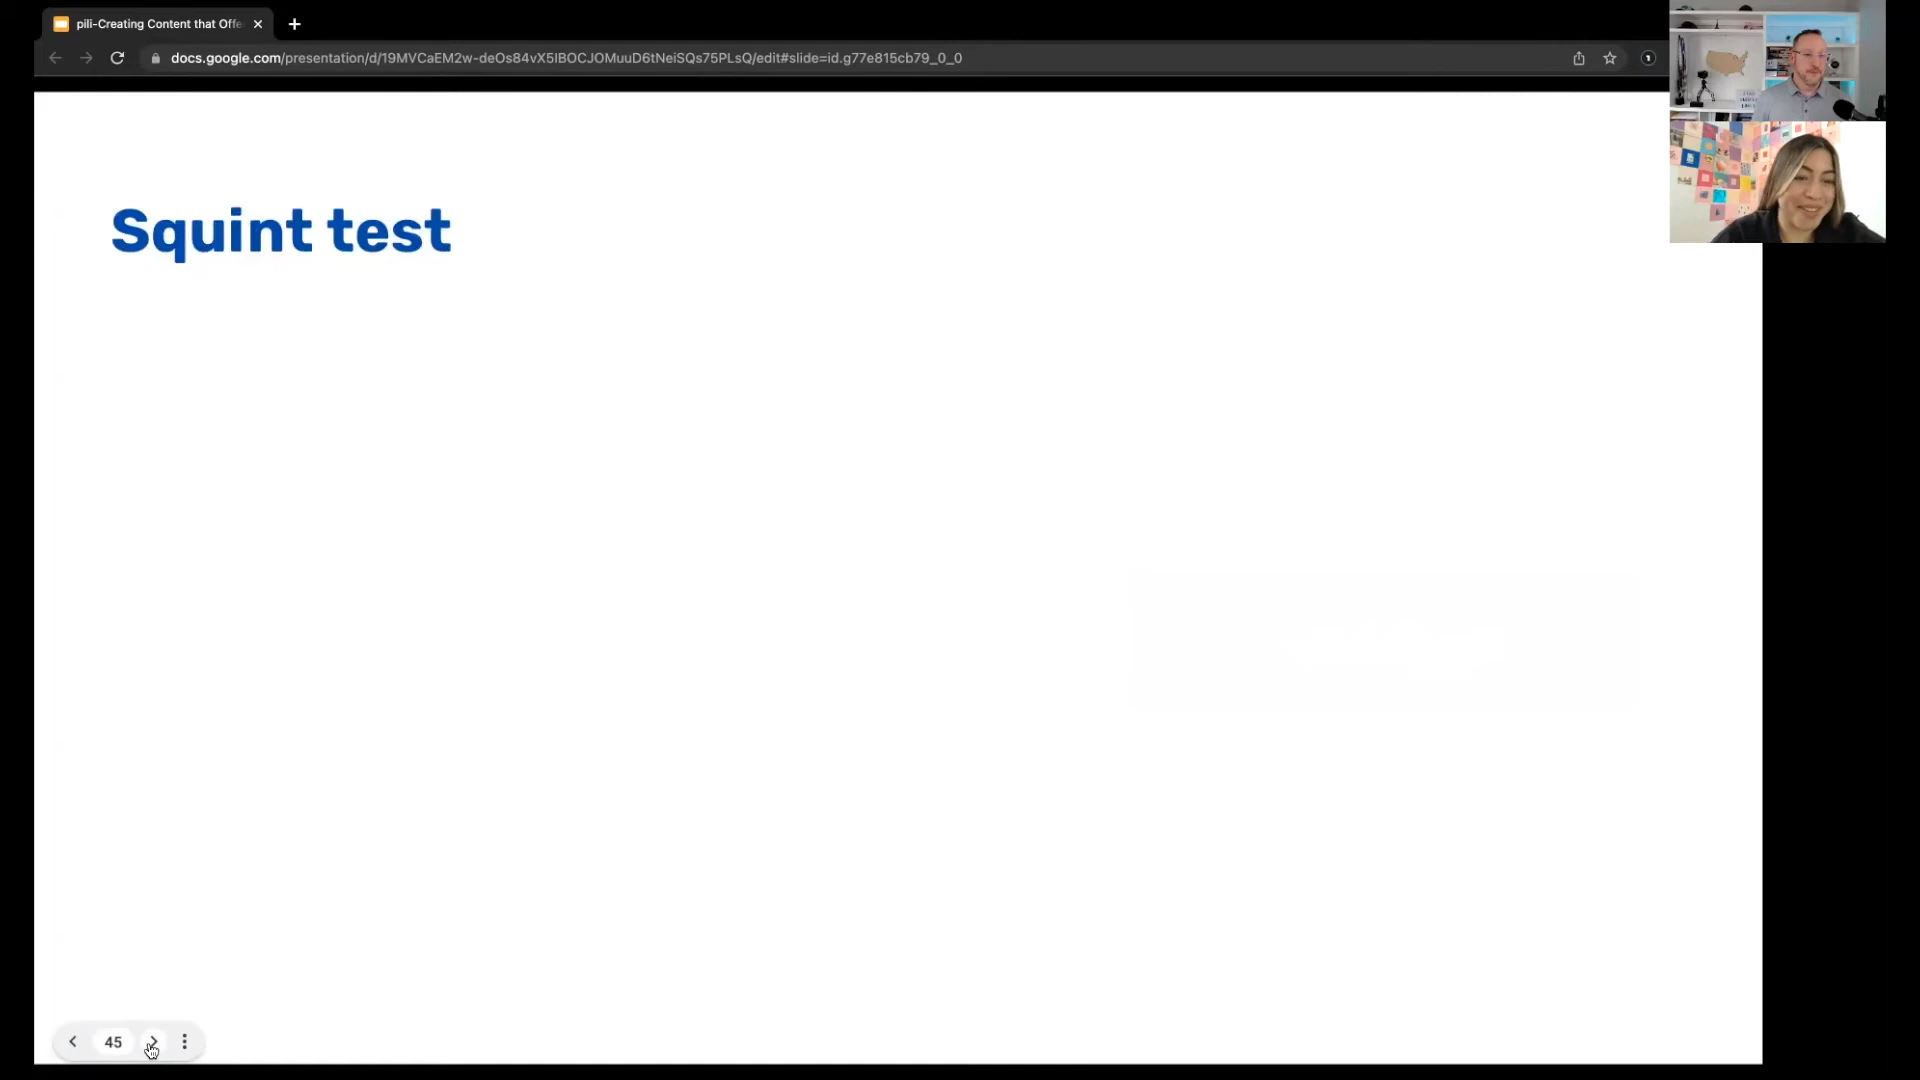 pili-Creating Content that Offe
docs.google.com/presentation/d/19MVCaEM2w-deOs84vX5IBOCJOMuuD6tNeiSQs75PLsQ/edit#slide=id.g77e815cb79_0_0
Squint test
45